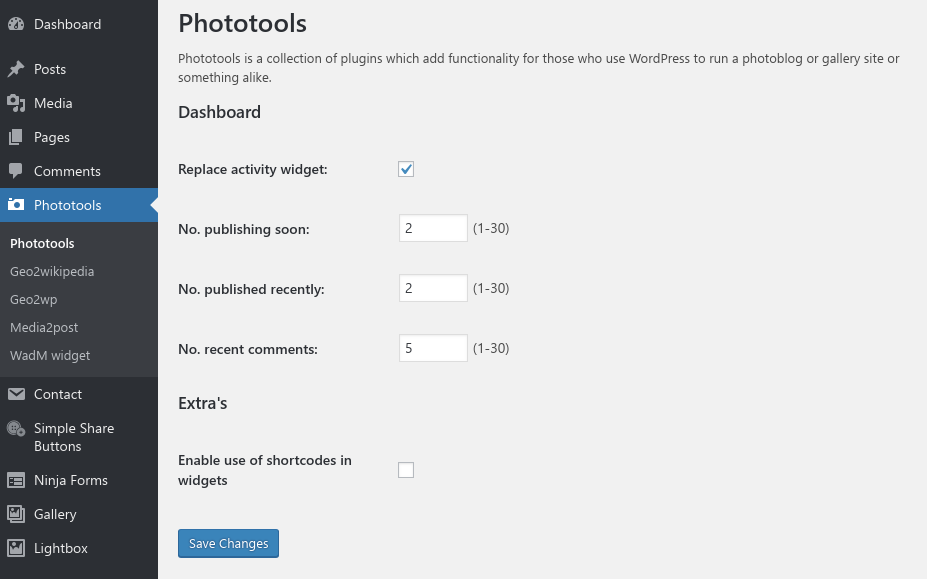 Dashboard
Posts
Media
Pages
Comments
Phototools
Phototools
Geo2wikipedia
Geo2wp
Media2post
WadM widget
Contact
Simple Share
Buttons
Ninja Forms
Gallery
Lightbox
Phototools
Phototools is a collection of plugins which add functionality for those who use WordPress to run a photoblog or gallery site or
something alike.
Dashboard
Replace activity widget:
No. publishing soon: 2 (1-30)
No. published recently: 2 (1-30)
No. recent comments: 5 (1-30)
Extra's
Enable use of shortcodes in
widgets
Save Changes